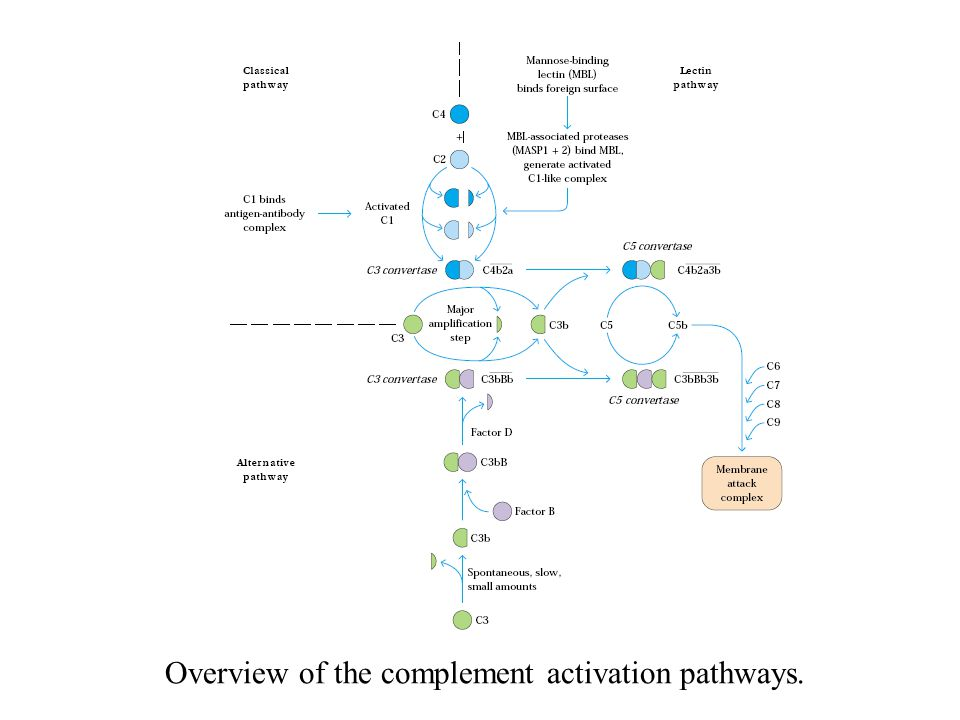 Classical
pathway
Mannose-binding
lectin (MBL)
binds foreign surface
Lectin
pathway
C4
+
C2
MBL-associated proteases
(MASP1 + 2) bind MBL,
generate activated
C1-like complex
C1 binds
antigen-antibody
complex
Activated
C1
C3 convertase
C4b2a
C5 convertase
C4b2a3b
C3
Major
amplification
step
C3b
C5
C5b
C3 convertase
C3bBb
C3bBb3b
C5 convertase
C6
C7
C8
C9
Factor D
Alternative
pathway
C3bB
Membrane
attack
complex
Factor B
C3b
Spontaneous, slow,
small amounts
C3
Overview of the complement activation pathways.